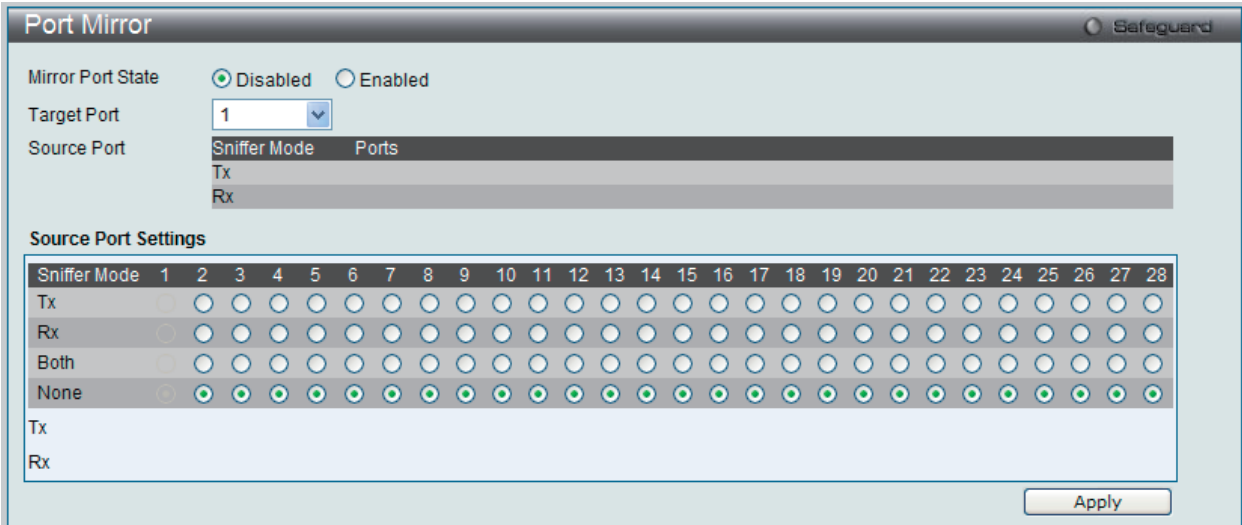 Port Mirror Safeguard
Mirror Port State Disabled Enabled
Target Port 1
Source Port Sniffer Mode Ports
Tx
Rx
Source Port Settings
Sniffer Mode 1 2 3 4 5 6 7 8 9 10 11 12 13 14 15 16 17 18 19 20 21 22 23 24 25 26 27 28
Tx
Rx
Both
None
Tx
Rx
Apply